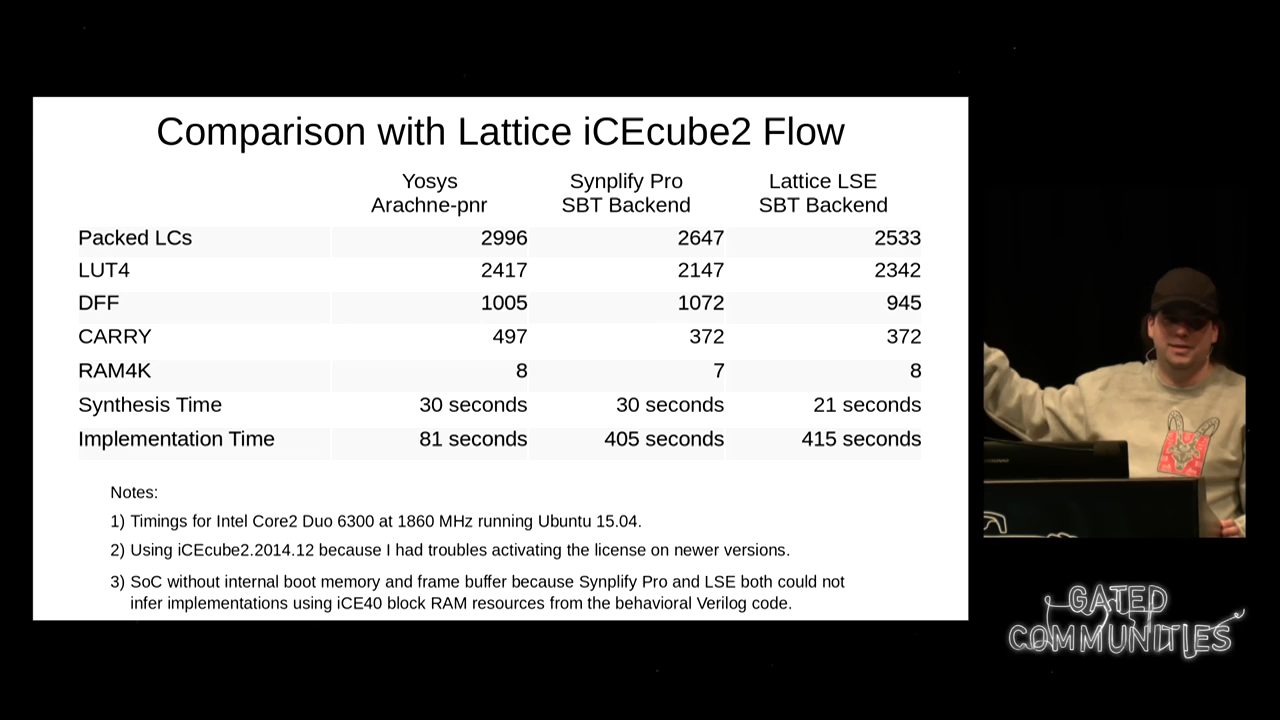 Comparison with Lattice iCEcube2 Flow
Yosys Synplify Pro Lattice LSE
Arachne-pnr SBT Backend SBT Backend
Packed LCs 2996 2647 2533
LUT4 2417 2147 2342
DFF 1005 1072 945
CARRY 497 372 372
RAM4K 8 7 8
Synthesis Time 30 seconds 30 seconds 21 seconds
Implementation Time 81 seconds 405 seconds 415 seconds
Notes:
1) Timings for Intel Core2 Duo 6300 at 1860 MHz running Ubuntu 15.04.
2) Using iCEcube2.2014.12 because I had troubles activating the license on newer versions.
3) SoC without internal boot memory and frame buffer because Synplify Pro and LSE both could not
infer implementations using iCE40 block RAM resources from the behavioral Verilog code.
GATED
COMMUNITIES